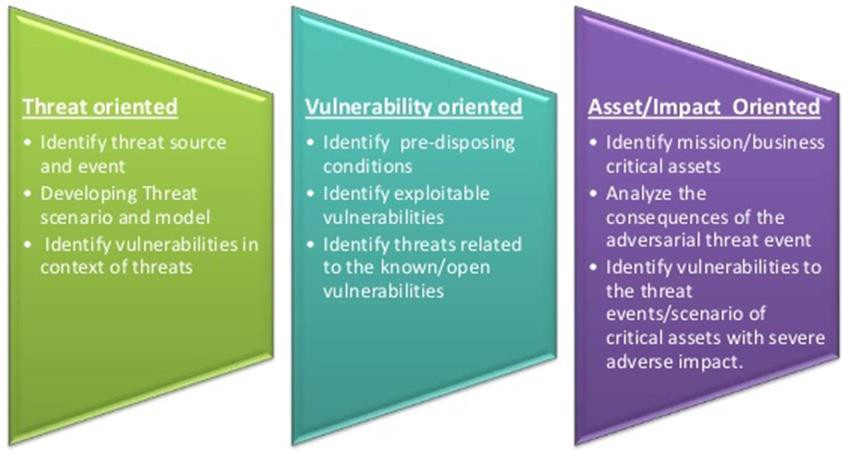 Threat oriented
• Identify threat source
and event
• Developing Threat
scenario and model
• Identify vulnerabilities in
context of threats
Vulnerability oriented
• Identify pre-disposing
conditions
• Identify exploitable
vulnerabilities
• Identify threats related
to the known/open
vulnerabilities
Asset/Impact Oriented
• Identify mission/business
critical assets
• Analyze the
consequences of the
adversarial threat event
• Identify vulnerabilities to
the threat
events/scenario of
critical assets with severe
adverse impact.